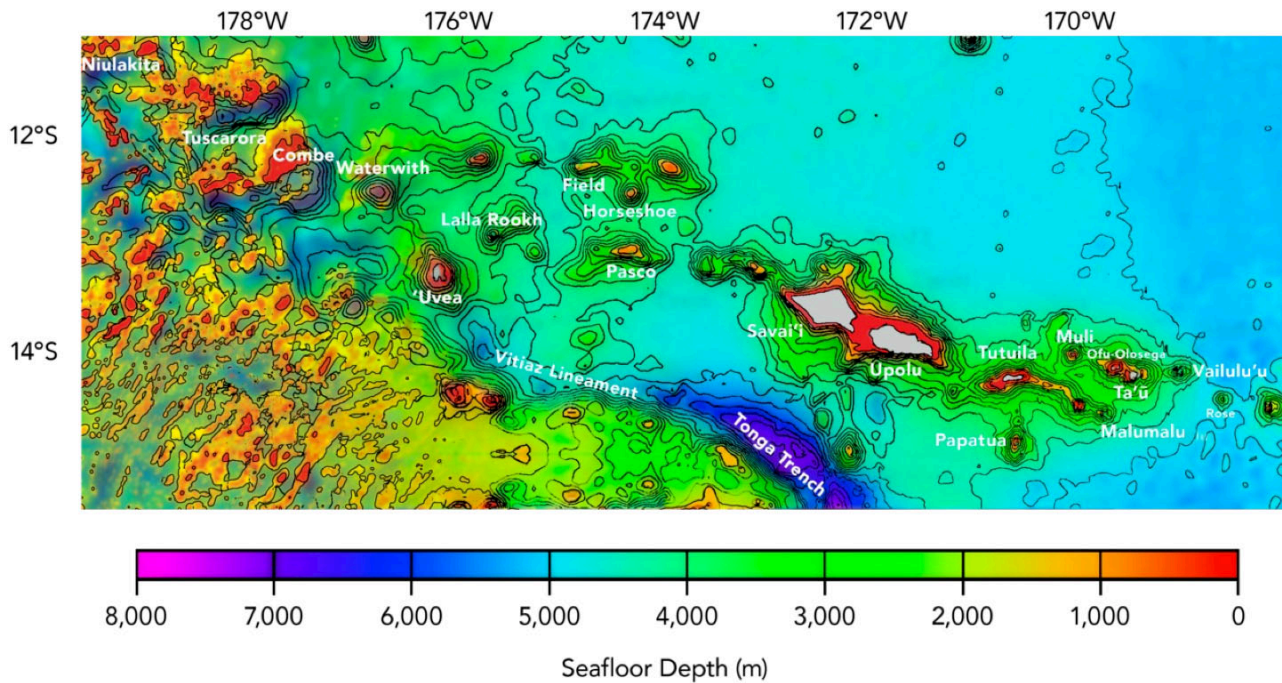 178°W 176°W 174°W 172°W 170°W
Niulakita
12°S
Tuscarora
Combe
Waterwith
Field
Horseshoe
Lalla Rookh
Pasco
'Uvea
14°S
Savai'i
Upolu
Vitiaz Lineament
Tonga Trench
Tutuila
Muli
Ofu-Olosega
Vailulu'u
Ta'ū
Rose
Malumalu
Papatua
8,000 7,000 6,000 5,000 4,000 3,000 2,000 1,000 0
Seafloor Depth (m)